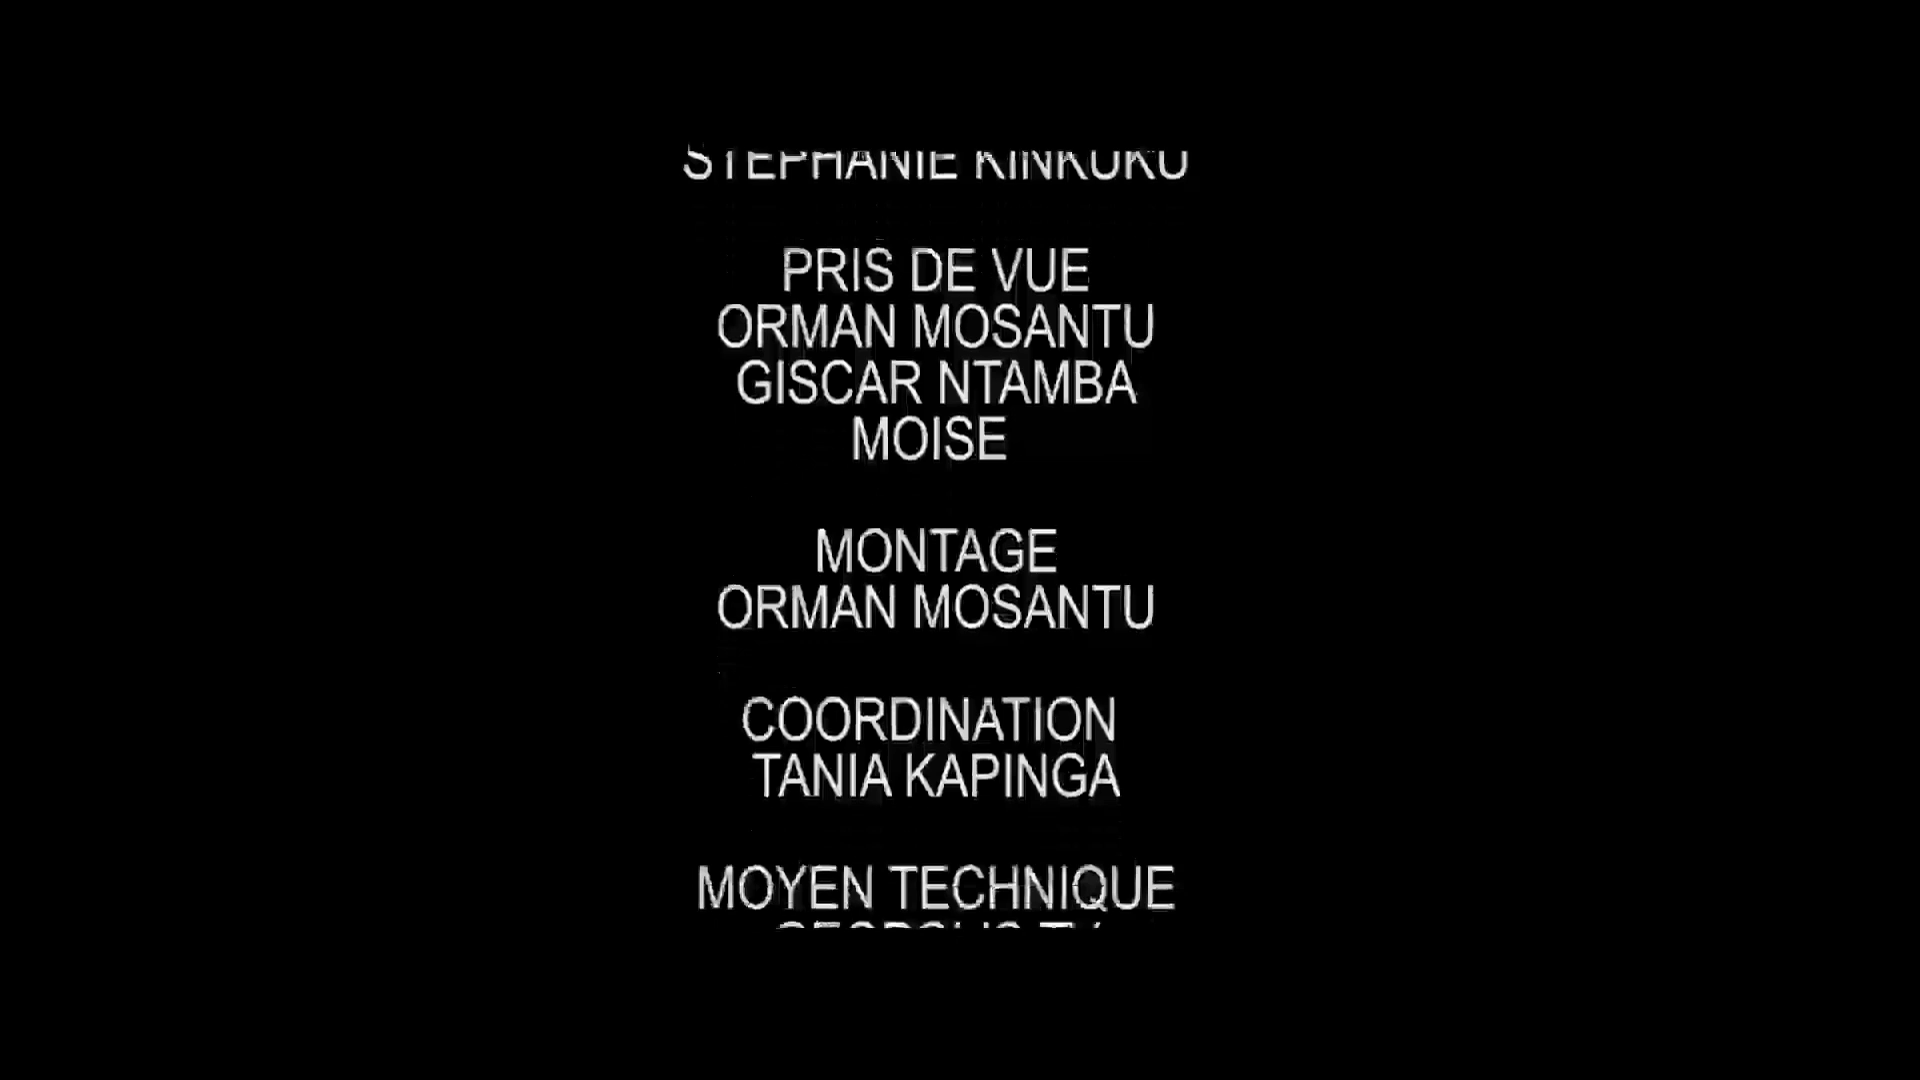 STEPHANIE KINKUKU
PRIS DE VUE
ORMAN MOSANTU
GISCAR NTAMBA
MOISE
MONTAGE
ORMAN MOSANTU
COORDINATION
TANIA KAPINGA
MOYEN TECHNIQUE